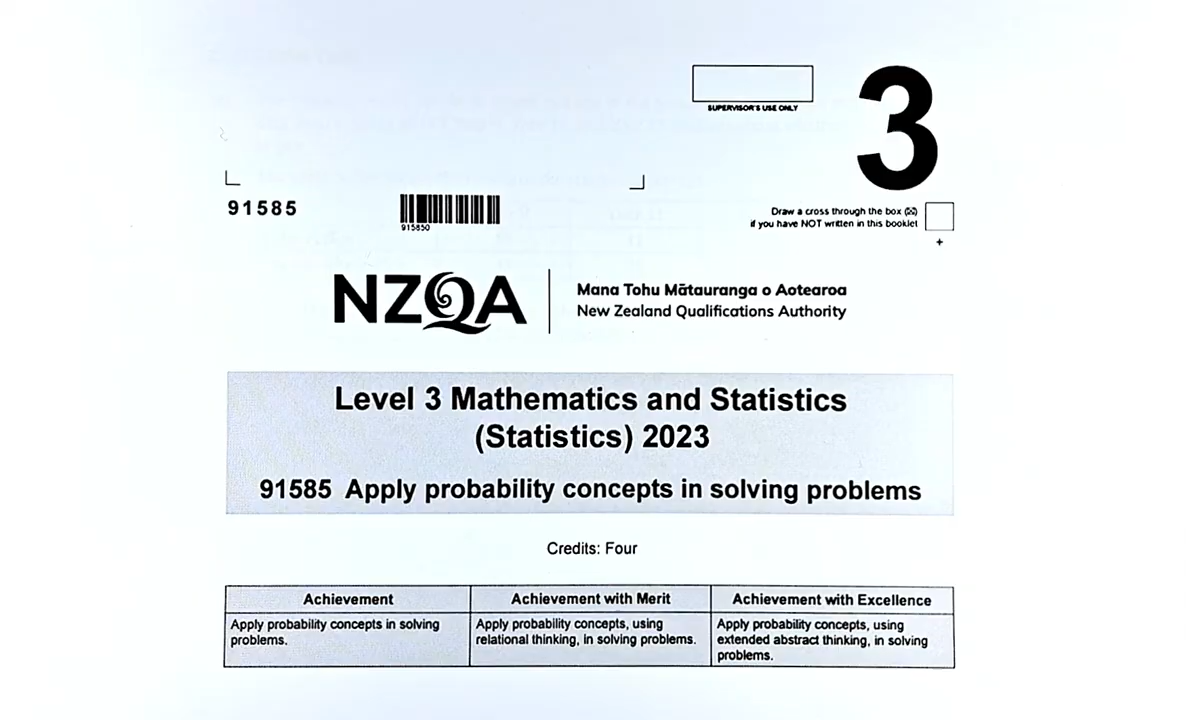 SUPERVISOR'S USE ONLY
3
91585
915850
Draw a cross through the box (☒)
if you have NOT written in this booklet
+
NZQA
Mana Tohu Mātauranga o Aotearoa
New Zealand Qualifications Authority
Level 3 Mathematics and Statistics
(Statistics) 2023
91585 Apply probability concepts in solving problems
Credits: Four
Achievement
Achievement with Merit
Achievement with Excellence
Apply probability concepts in solving
problems.
Apply probability concepts, using
relational thinking, in solving problems.
Apply probability concepts, using
extended abstract thinking, in solving
problems.